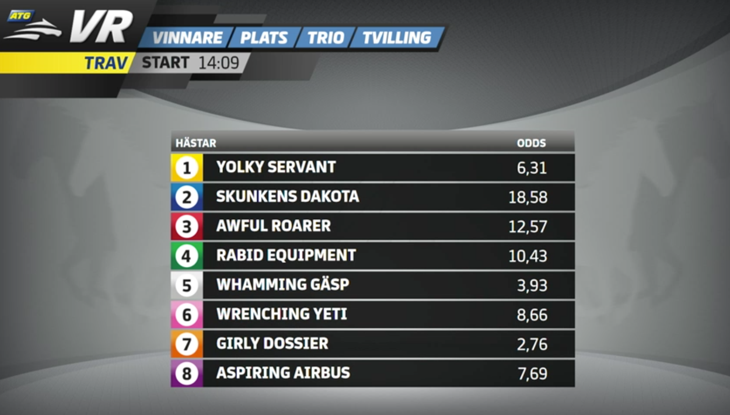 ATG
VR VINNARE PLATS TRIO TVILLING
TRAV START 14:09
HÄSTAR ODDS
1 YOLKY SERVANT 6,31
2 SKUNKENS DAKOTA 18,58
3 AWFUL ROARER 12,57
4 RABID EQUIPMENT 10,43
5 WHAMMING GÄSP 3,93
6 WRENCHING YETI 8,66
7 GIRLY DOSSIER 2,76
8 ASPIRING AIRBUS 7,69